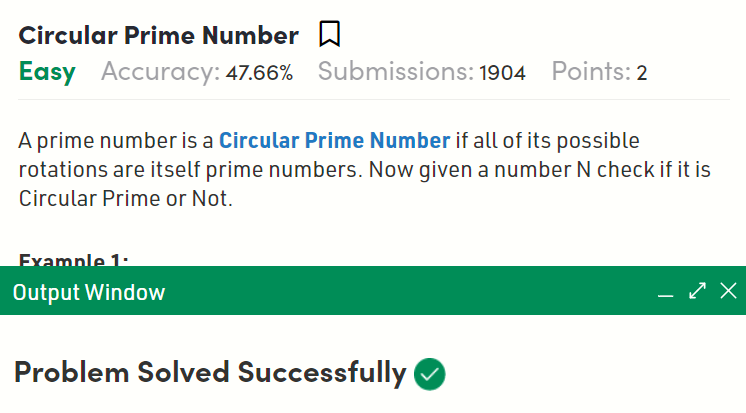 Circular Prime Number
Easy Accuracy: 47.66% Submissions: 1904 Points: 2
A prime number is a Circular Prime Number if all of its possible
rotations are itself prime numbers. Now given a number N check if it is
Circular Prime or Not.
Example 1:
Output Window
Problem Solved Successfully